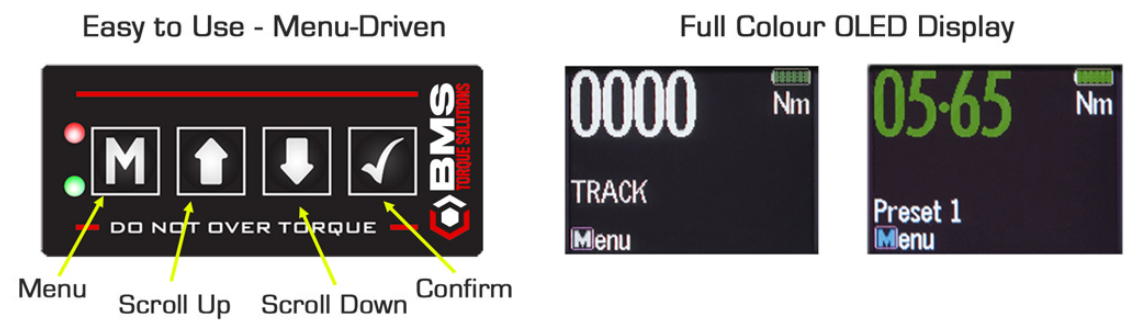 Easy to Use - Menu-Driven
M
DO NOT OVER TORQUE
BMS
TORQUE SOLUTIONS
Menu
Scroll Up
Scroll Down
Confirm
Full Colour OLED Display
0000
Nm
TRACK
Menu
05.65
Nm
Preset 1
Menu